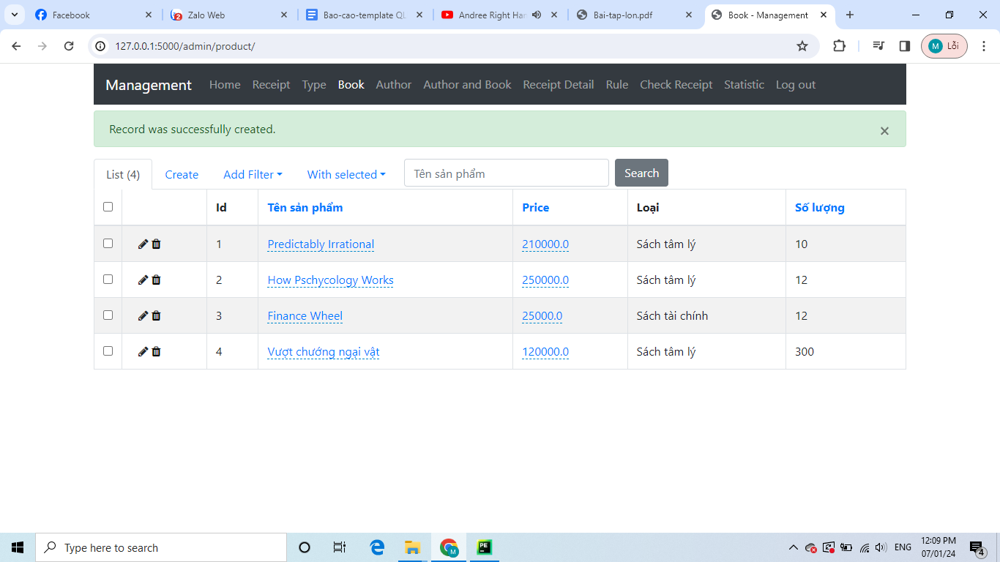 Facebook
Zalo Web
Bao-cao-template QL
Andree Right Han
Bai-tap-lon.pdf
Book - Management
127.0.0.1:5000/admin/product/
M Lỗi
Management Home Receipt Type Book Author Author and Book Receipt Detail Rule Check Receipt Statistic Log out
Record was successfully created. ×
List (4) Create Add Filter With selected Tên sản phẩm Search
Id Tên sản phẩm Price Loại Số lượng
1 Predictably Irrational 210000.0 Sách tâm lý 10
2 How Pschycology Works 250000.0 Sách tâm lý 12
3 Finance Wheel 25000.0 Sách tài chính 12
4 Vượt chướng ngại vật 120000.0 Sách tâm lý 300
Type here to search
PE
ENG
12:09 PM
07/01/24
4